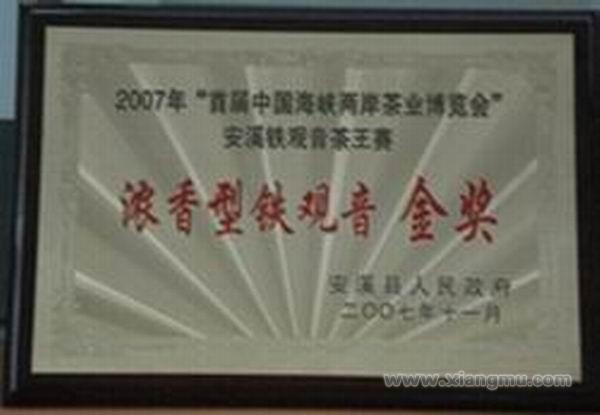 2007年“首届中国海峡两岸茶业博览会”
安溪铁观音茶王赛
浓香型铁观音 金奖
安溪县人民政府
二〇〇七年十一月
www.xiangmu.com